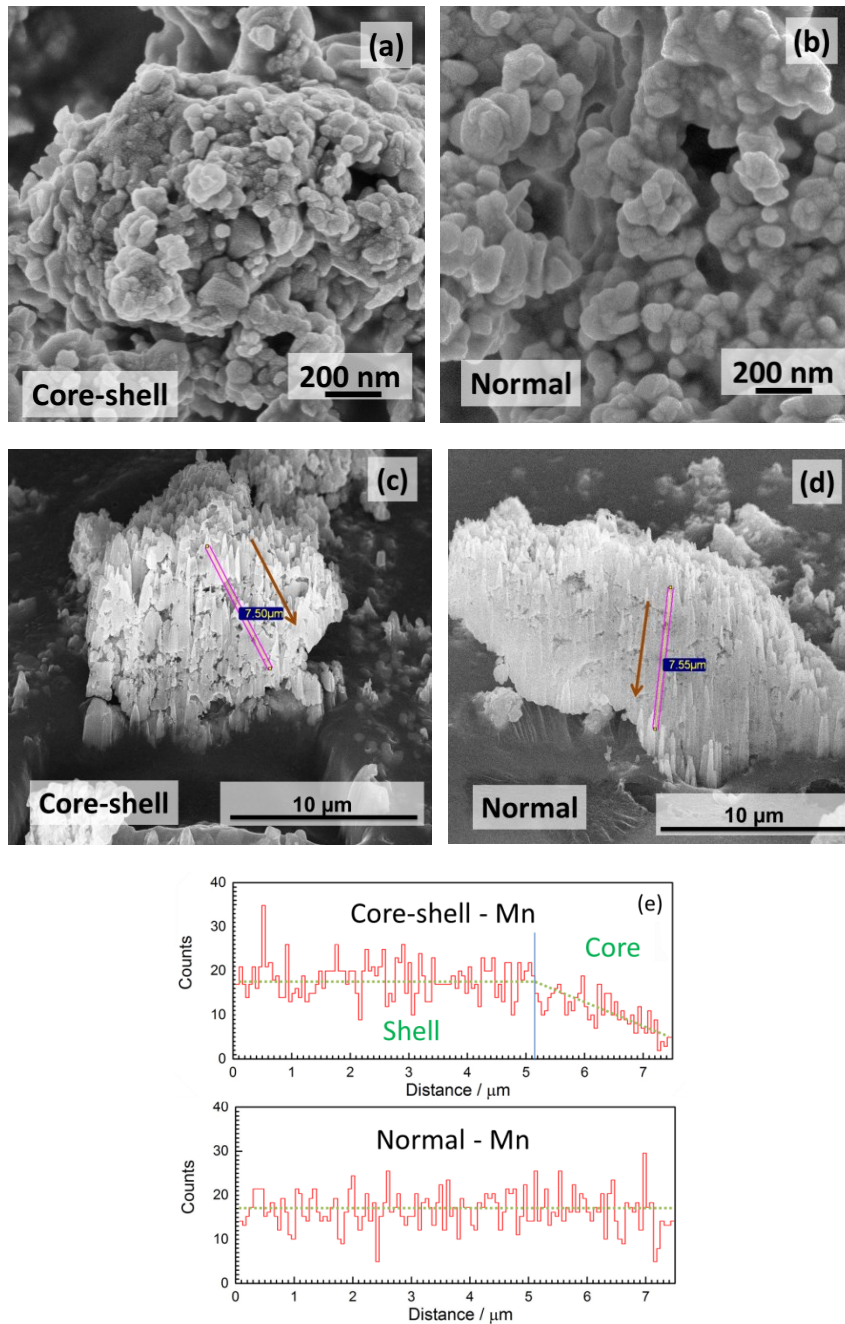 (a)
Core-shell
200 nm
(b)
Normal
200 nm
(c)
7.50µm
Core-shell
10 µm
(d)
7.55µm
Normal
10 µm
40
30
20
10
0
Counts
Core-shell - Mn
(e)
Core
Shell
0 1 2 3 4 5 6 7
Distance / µm
40
30
20
10
0
Counts
Normal - Mn
0 1 2 3 4 5 6 7
Distance / µm